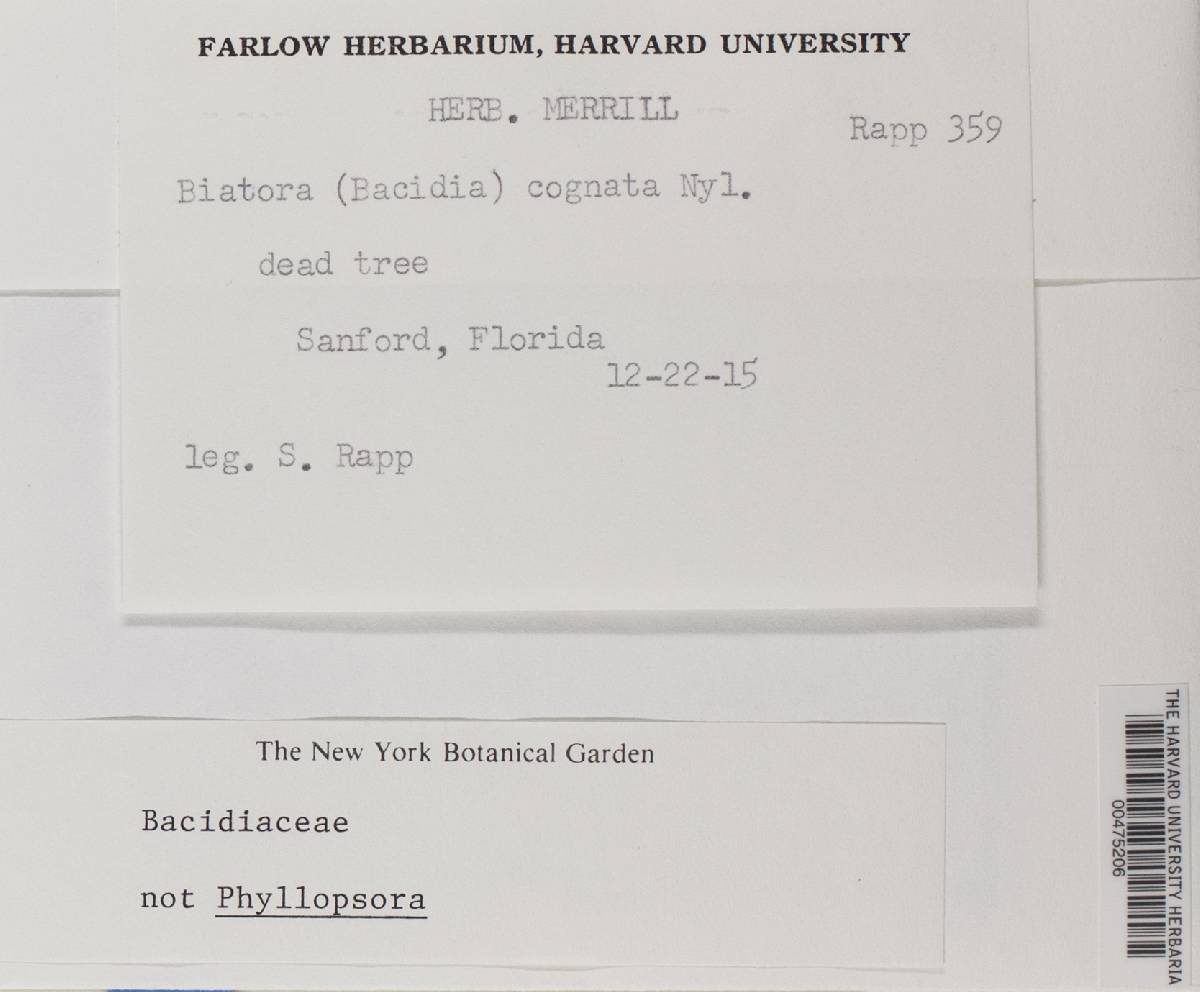 FARLOW HERBARIUM, HARVARD UNIVERSITY
HERB. MERRILL
Rapp 359
Biatora (Bacidia) cognata Nyl.
dead tree
Sanford, Florida
12-22-15
leg. S. Rapp
The New York Botanical Garden
Bacidiaceae
not Phyllopsora
THE HARVARD UNIVERSITY HERBARIA
00475206